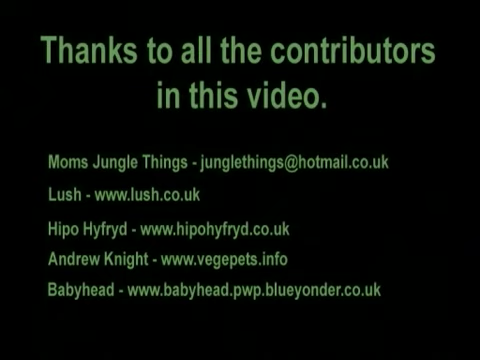 Thanks to all the contributors
in this video.
Moms Jungle Things - junglethings@hotmail.co.uk
Lush - www.lush.co.uk
Hipo Hyfryd - www.hipohyfryd.co.uk
Andrew Knight - www.vegepets.info
Babyhead - www.babyhead.pwp.blueyonder.co.uk